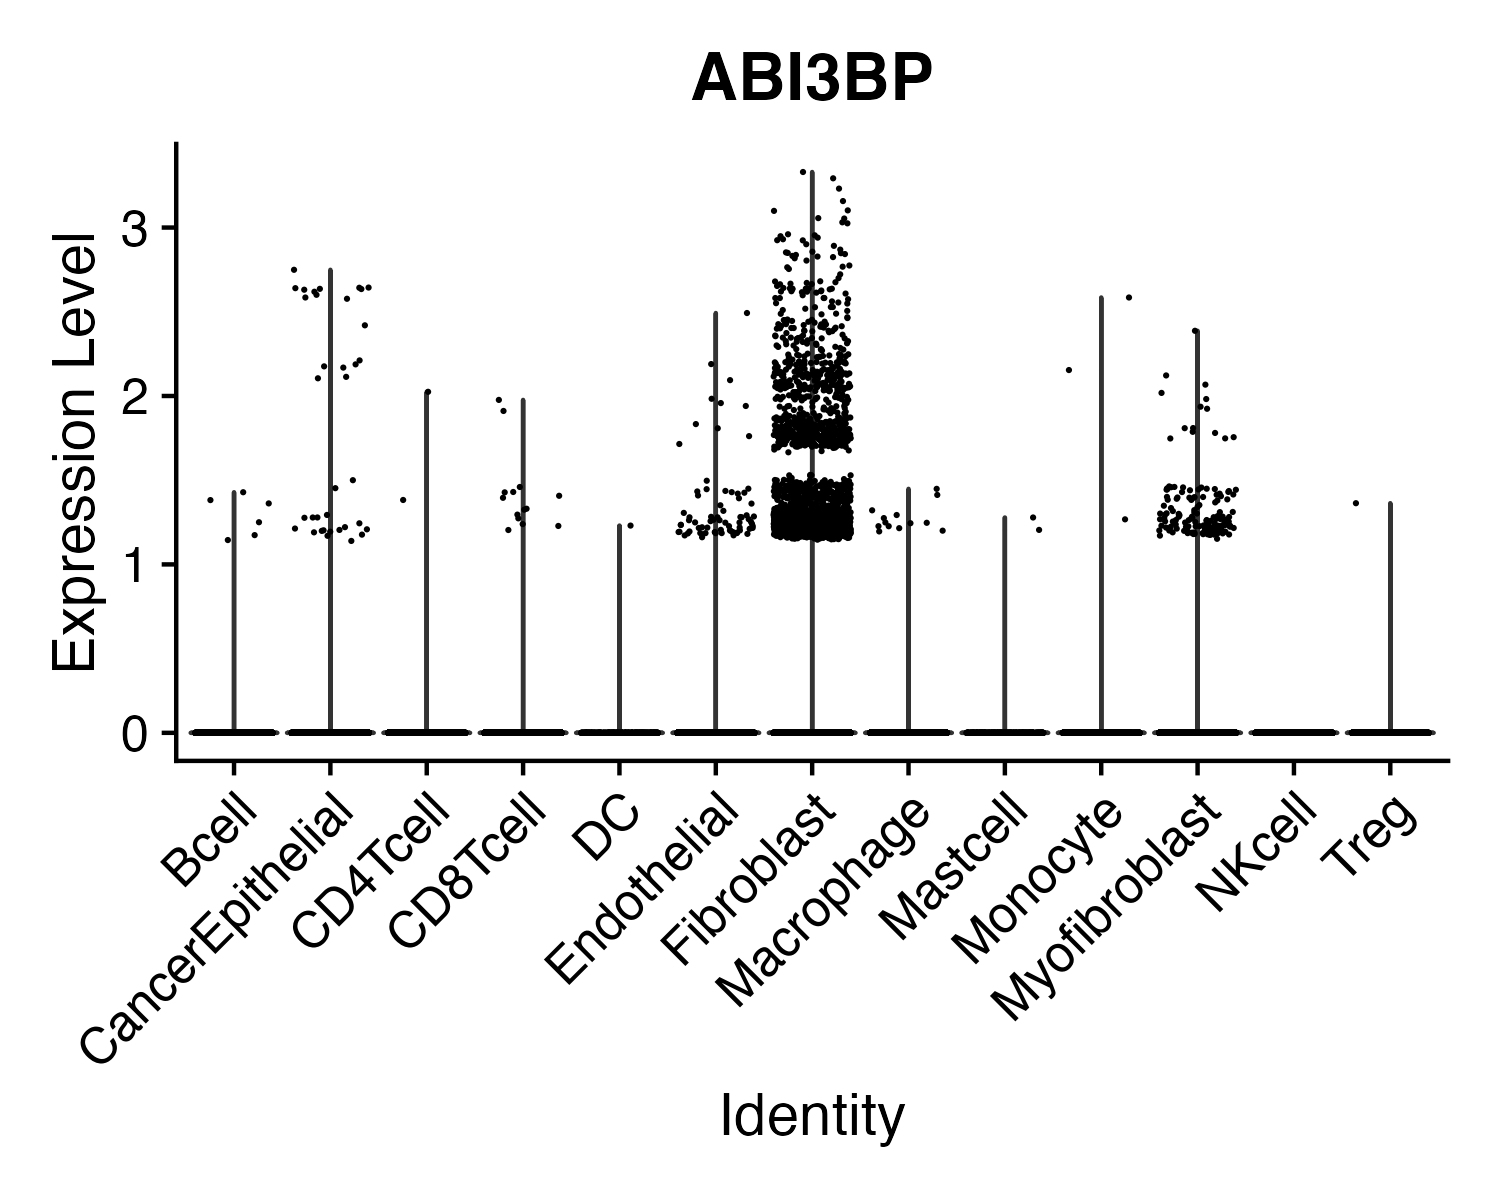 ABI3BP
Expression Level
3
2
1
0
Bcell
CancerEpithelial
CD4Tcell
CD8Tcell
DC
Endothelial
Fibroblast
Macrophage
Mastcell
Monocyte
Myofibroblast
NKcell
Treg
Identity